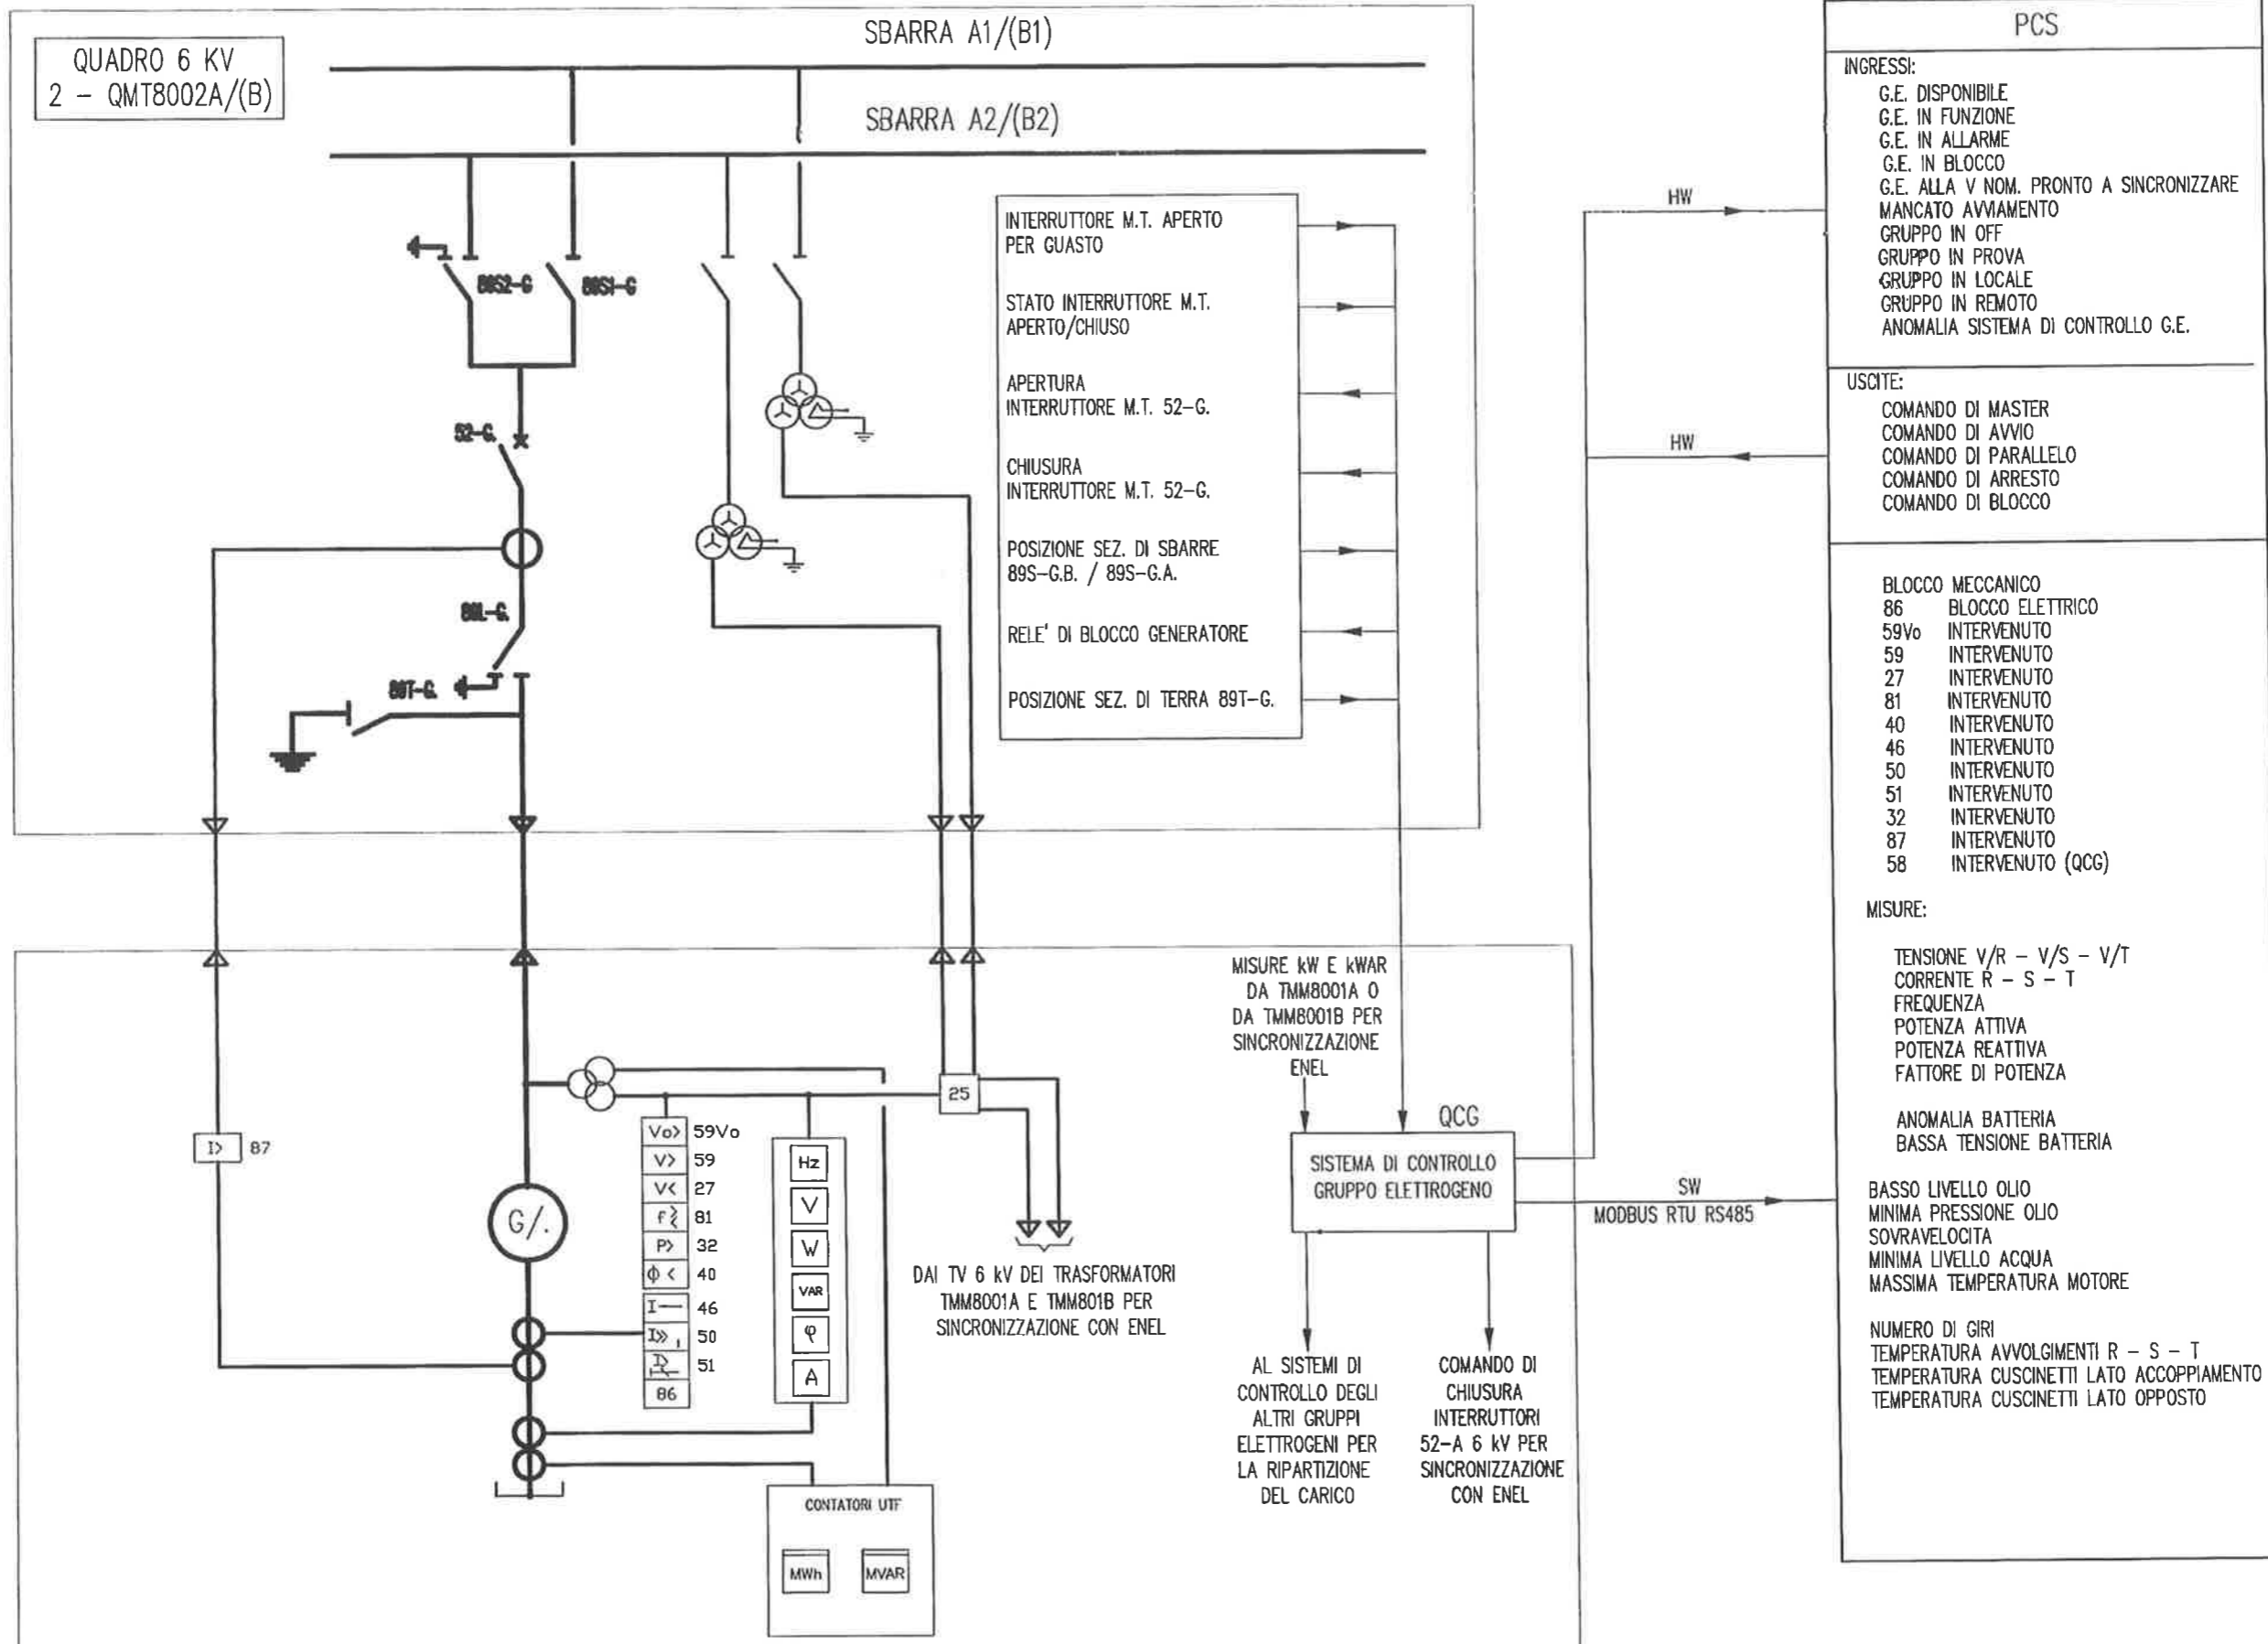 QUADRO 6 KV
2 - QMT8002A/(B)
SBARRA A1/(B1)
SBARRA A2/(B2)
89S2-G
89S1-G
52-G.
89L-G.
89T-G.
INTERRUTTORE M.T. APERTO
PER GUASTO
STATO INTERRUTTORE M.T.
APERTO/CHIUSO
APERTURA
INTERRUTTORE M.T. 52-G.
CHIUSURA
INTERRUTTORE M.T. 52-G.
POSIZIONE SEZ. DI SBARRE
89S-G.B. / 89S-G.A.
RELE' DI BLOCCO GENERATORE
POSIZIONE SEZ. DI TERRA 89T-G.
HW
HW
PCS
INGRESSI:
G.E. DISPONIBILE
G.E. IN FUNZIONE
G.E. IN ALLARME
G.E. IN BLOCCO
G.E. ALLA V NOM. PRONTO A SINCRONIZZARE
MANCATO AVVIAMENTO
GRUPPO IN OFF
GRUPPO IN PROVA
GRUPPO IN LOCALE
GRUPPO IN REMOTO
ANOMALIA SISTEMA DI CONTROLLO G.E.
USCITE:
COMANDO DI MASTER
COMANDO DI AVVIO
COMANDO DI PARALLELO
COMANDO DI ARRESTO
COMANDO DI BLOCCO
BLOCCO MECCANICO
86 BLOCCO ELETTRICO
59Vo INTERVENUTO
59 INTERVENUTO
27 INTERVENUTO
81 INTERVENUTO
40 INTERVENUTO
46 INTERVENUTO
50 INTERVENUTO
51 INTERVENUTO
32 INTERVENUTO
87 INTERVENUTO
58 INTERVENUTO (QCG)
MISURE:
TENSIONE V/R - V/S - V/T
CORRENTE R - S - T
FREQUENZA
POTENZA ATTIVA
POTENZA REATTIVA
FATTORE DI POTENZA
ANOMALIA BATTERIA
BASSA TENSIONE BATTERIA
BASSO LIVELLO OLIO
MINIMA PRESSIONE OLIO
SOVRAVELOCITA
MINIMA LIVELLO ACQUA
MASSIMA TEMPERATURA MOTORE
NUMERO DI GIRI
TEMPERATURA AVVOLGIMENTI R - S - T
TEMPERATURA CUSCINETTI LATO ACCOPPIAMENTO
TEMPERATURA CUSCINETTI LATO OPPOSTO
I> 87
G/.
Vo> 59Vo
V> 59
V< 27
f 81
P> 32
ϕ < 40
I— 46
I>> 50
I> 51
86
Hz
V
W
VAR
φ
A
25
DAI TV 6 kV DEI TRASFORMATORI
TMM8001A E TMM801B PER
SINCRONIZZAZIONE CON ENEL
CONTATORI UTF
MWh
MVAR
MISURE kW E kWAR
DA TMM8001A O
DA TMM8001B PER
SINCRONIZZAZIONE
ENEL
QCG
SISTEMA DI CONTROLLO
GRUPPO ELETTROGENO
SW
MODBUS RTU RS485
AL SISTEMI DI
CONTROLLO DEGLI
ALTRI GRUPPI
ELETTROGENI PER
LA RIPARTIZIONE
DEL CARICO
COMANDO DI
CHIUSURA
INTERRUTTORI
52-A 6 kV PER
SINCRONIZZAZIONE
CON ENEL